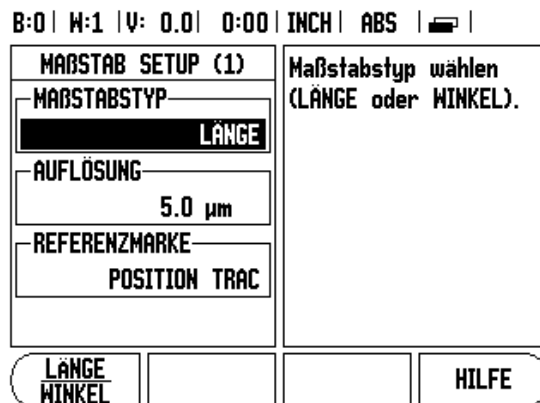 B:0 | W:1 | V: 0.0 | 0:00 | INCH | ABS
MAßSTAB SETUP (1)
MAßSTABSTYP
LÄNGE
AUFLÖSUNG
5.0 µm
REFERENZMARKE
POSITION TRAC
Maßstabstyp wählen
(LÄNGE oder WINKEL).
LÄNGE
WINKEL
HILFE